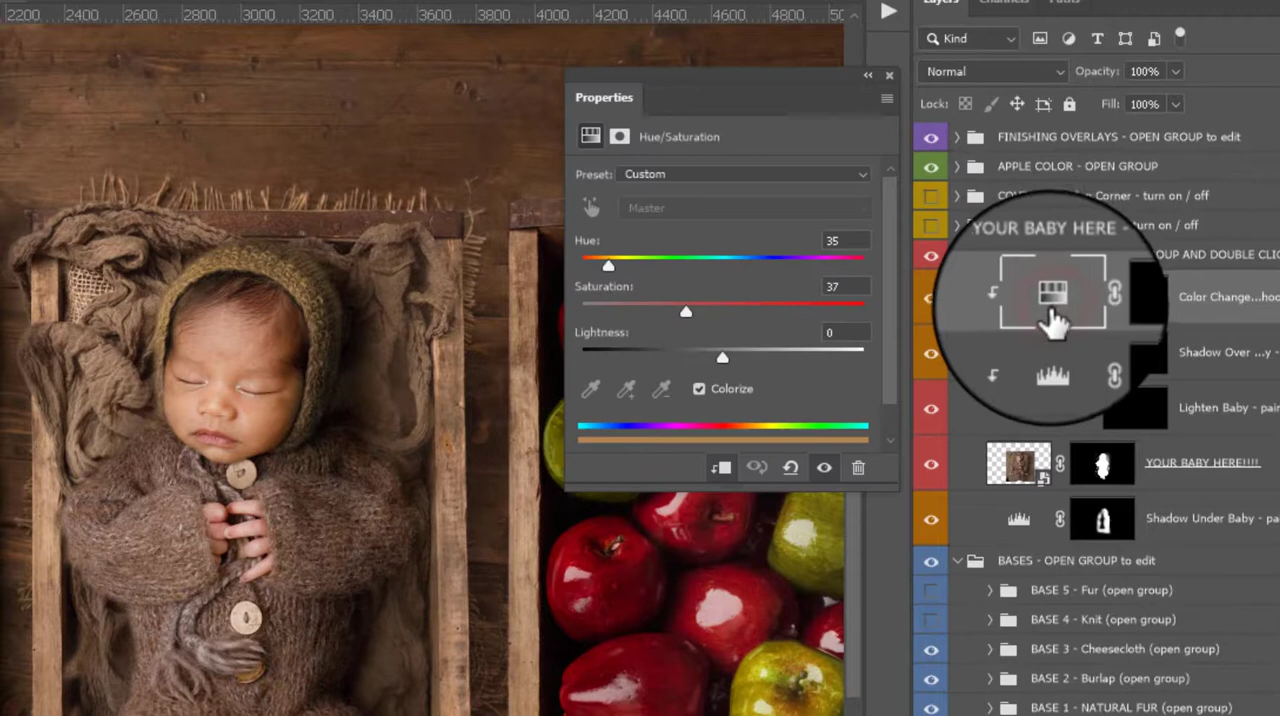 2200 2400 2600 2800 3000 3200 3400 3600 3800 4000 4200 4400 4600 4800
Layers Channels Paths
Kind
Normal Opacity: 100%
Lock: Fill: 100%
Properties
Hue/Saturation
Preset: Custom
Master
Hue: 35
Saturation: 37
Lightness: 0
Colorize
FINISHING OVERLAYS - OPEN GROUP to edit
APPLE COLOR - OPEN GROUP
Corner - turn on / off
turn on / off
YOUR BABY HERE -
AND DOUBLE CLIC
Color Change...hoo
Shadow Over ...y -
Lighten Baby - pai
YOUR BABY HERE!!!!
Shadow Under Baby - pa
BASES - OPEN GROUP to edit
BASE 5 - Fur (open group)
BASE 4 - Knit (open group)
BASE 3 - Cheesecloth (open group)
BASE 2 - Burlap (open group)
BASE 1 - NATURAL FUR (open group)